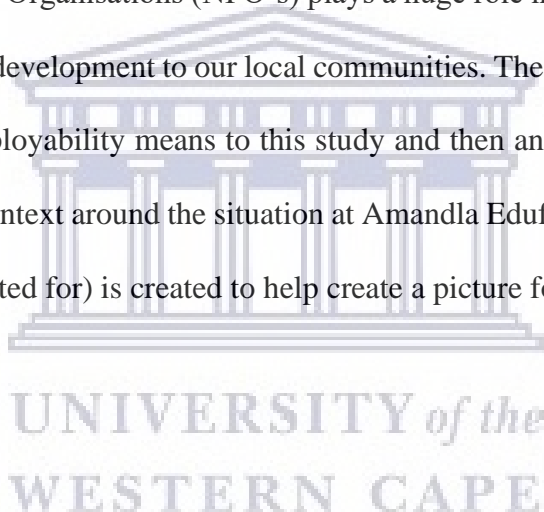 Organisations (NPO's) plays a huge role i
development to our local communities. The
ployability means to this study and then an
ntext around the situation at Amandla Eduf
ted for) is created to help create a picture fo
UNIVERSITY of the
WESTERN CAPE